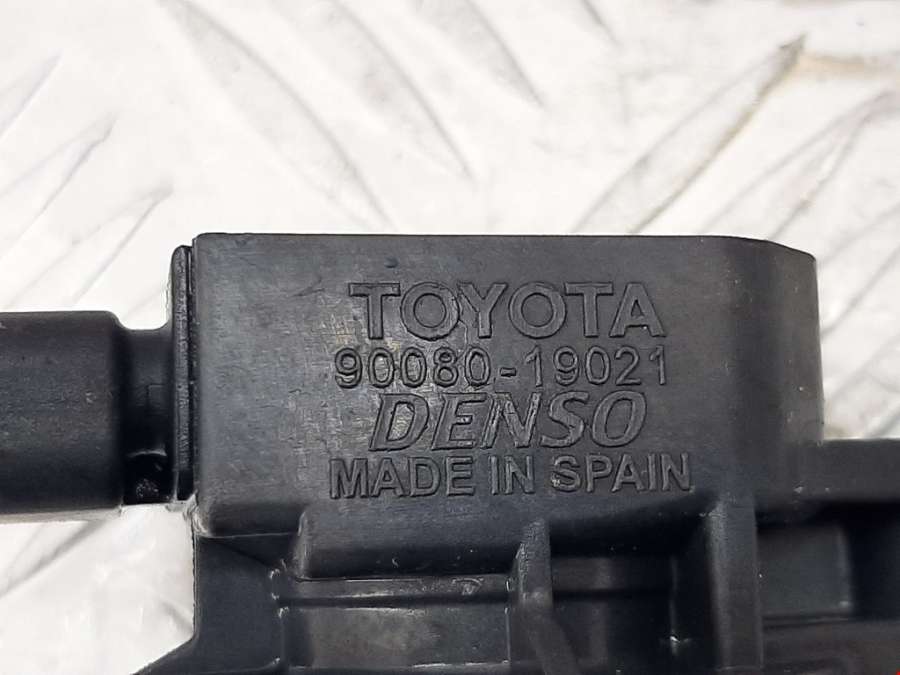 TOYOTA
90080-19021
DENSO
MADE IN SPAIN